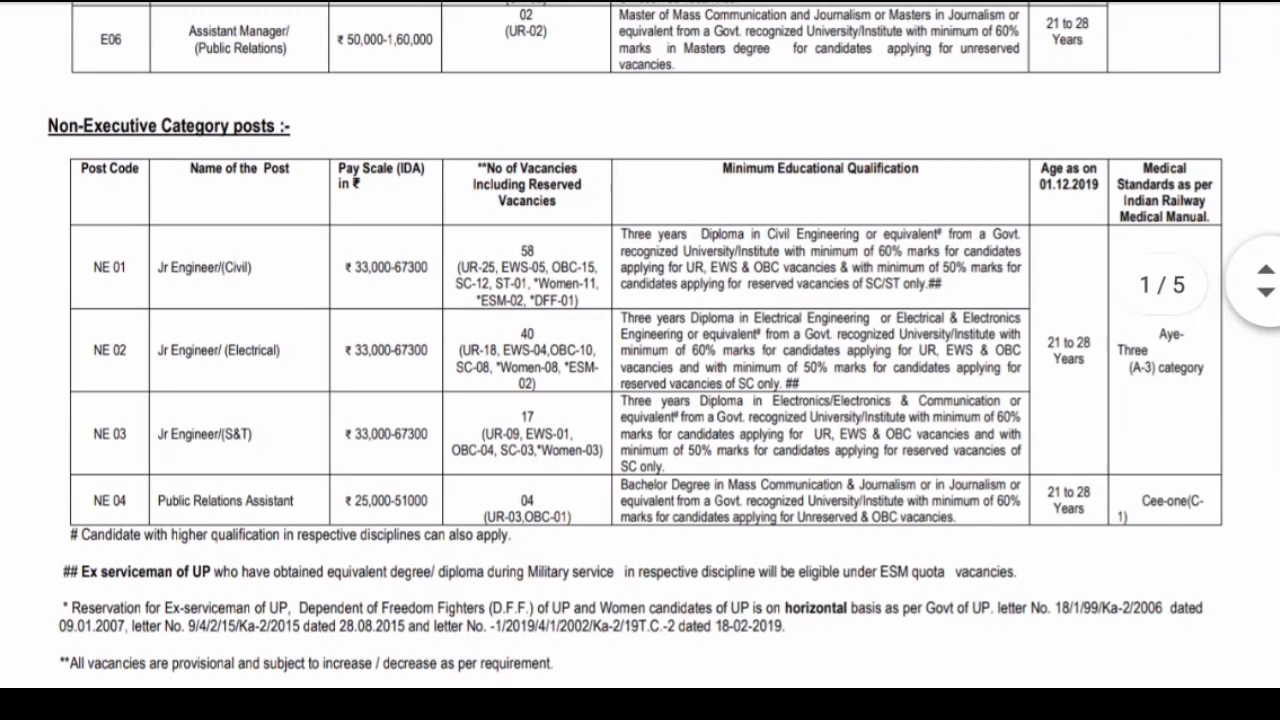 02
(UR-02)
E06
Assistant Manager/
(Public Relations)
₹ 50,000-1,60,000
Master of Mass Communication and Journalism or Masters in Journalism or
equivalent from a Govt. recognized University/Institute with minimum of 60%
marks in Masters degree for candidates applying for unreserved
vacancies.
21 to 28
Years
Non-Executive Category posts :-
Post Code
Name of the Post
Pay Scale (IDA)
in ₹
**No of Vacancies
Including Reserved
Vacancies
Minimum Educational Qualification
Age as on
01.12.2019
Medical
Standards as per
Indian Railway
Medical Manual.
NE 01
Jr Engineer/(Civil)
₹ 33,000-67300
58
(UR-25, EWS-05, OBC-15,
SC-12, ST-01, *Women-11,
*ESM-02, *DFF-01)
Three years Diploma in Civil Engineering or equivalent# from a Govt.
recognized University/Institute with minimum of 60% marks for candidates
applying for UR, EWS & OBC vacancies & with minimum of 50% marks for
candidates applying for reserved vacancies of SC/ST only.##
1 / 5
NE 02
Jr Engineer/ (Electrical)
₹ 33,000-67300
40
(UR-18, EWS-04,OBC-10,
SC-08, *Women-08, *ESM-
02)
Three years Diploma in Electrical Engineering or Electrical & Electronics
Engineering or equivalent# from a Govt. recognized University/Institute with
minimum of 60% marks for candidates applying for UR, EWS & OBC
vacancies and with minimum of 50% marks for candidates applying for
reserved vacancies of SC only. ##
21 to 28
Years
Aye-
Three
(A-3) category
NE 03
Jr Engineer/(S&T)
₹ 33,000-67300
17
(UR-09, EWS-01,
OBC-04, SC-03,*Women-03)
Three years Diploma in Electronics/Electronics & Communication or
equivalent# from a Govt. recognized University/Institute with minimum of 60%
marks for candidates applying for UR, EWS & OBC vacancies and with
minimum of 50% marks for candidates applying for reserved vacancies of
SC only.
NE 04
Public Relations Assistant
₹ 25,000-51000
04
(UR-03,OBC-01)
Bachelor Degree in Mass Communication & Journalism or in Journalism or
equivalent from a Govt. recognized University/Institute with minimum of 60%
marks for candidates applying for Unreserved & OBC vacancies.
21 to 28
Years
Cee-one(C-
1)
# Candidate with higher qualification in respective disciplines can also apply.
## Ex serviceman of UP who have obtained equivalent degree/ diploma during Military service in respective discipline will be eligible under ESM quota vacancies.
* Reservation for Ex-serviceman of UP, Dependent of Freedom Fighters (D.F.F.) of UP and Women candidates of UP is on horizontal basis as per Govt of UP. letter No. 18/1/99/Ka-2/2006 dated
09.01.2007, letter No. 9/4/2/15/Ka-2/2015 dated 28.08.2015 and letter No. -1/2019/4/1/2002/Ka-2/19T.C.-2 dated 18-02-2019.
**All vacancies are provisional and subject to increase / decrease as per requirement.